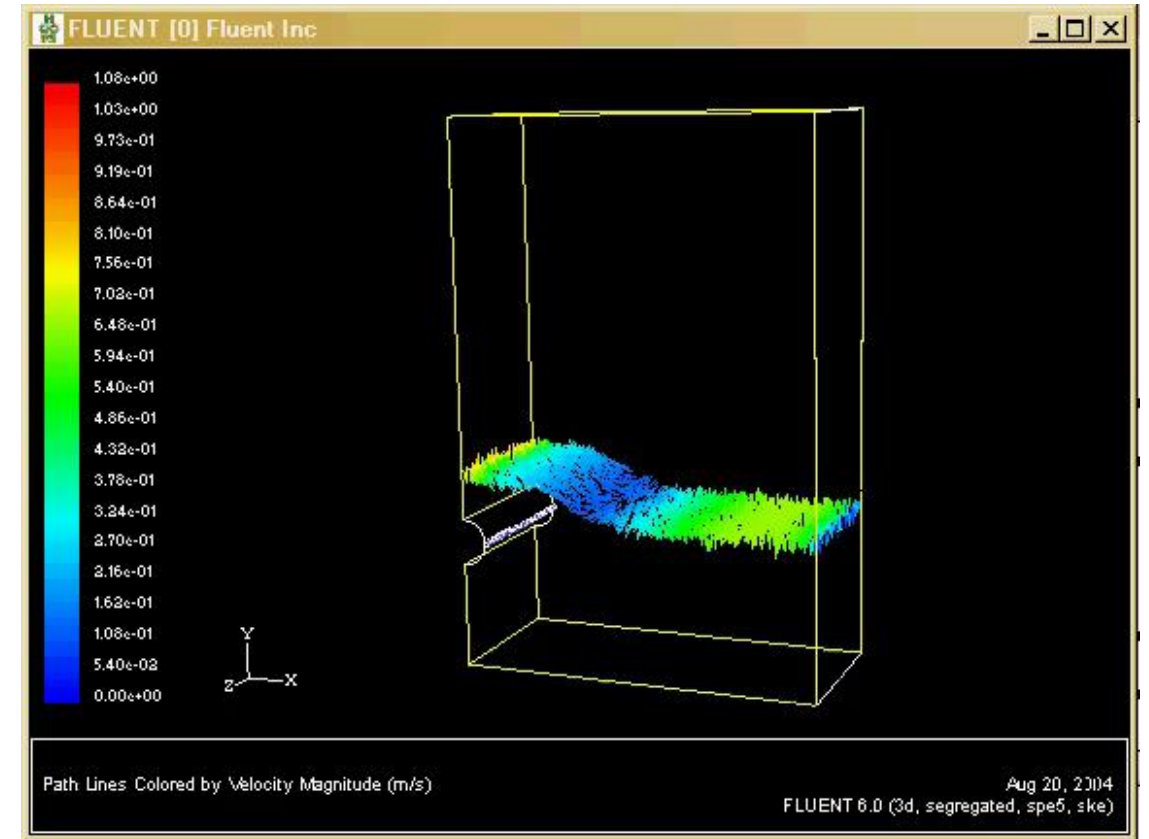 FLUENT [0] Fluent Inc
1.08e+00
1.03e+00
9.73e-01
9.19e-01
8.64e-01
8.10e-01
7.56e-01
7.02e-01
6.48e-01
5.94e-01
5.40e-01
4.86e-01
4.32e-01
3.78e-01
3.24e-01
2.70e-01
2.16e-01
1.62e-01
1.08e-01
5.40e-02
0.00e+00
Y
Z
X
Path Lines Colored by Velocity Magnitude (m/s)
Aug 20, 2004
FLUENT 6.0 (3d, segregated, spe5, ske)